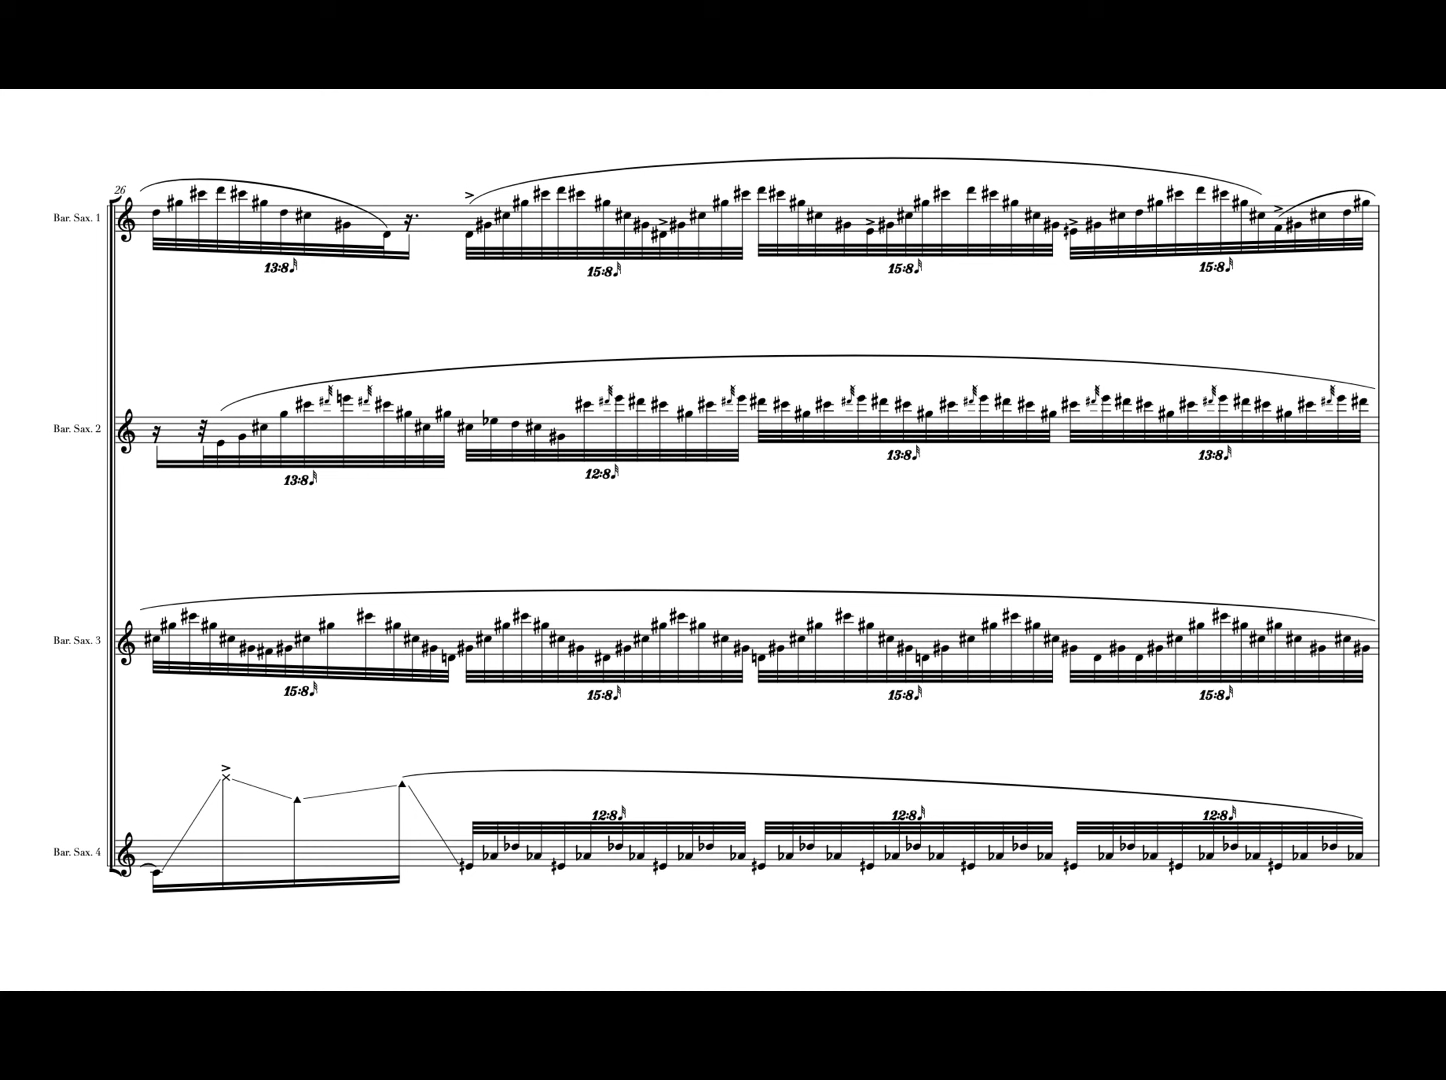 26
Bar. Sax. 1
13:8 15:8 15:8 15:8
Bar. Sax. 2
13:8 12:8 13:8 13:8
Bar. Sax. 3
15:8 15:8 15:8 15:8
12:8 12:8 12:8
Bar. Sax. 4